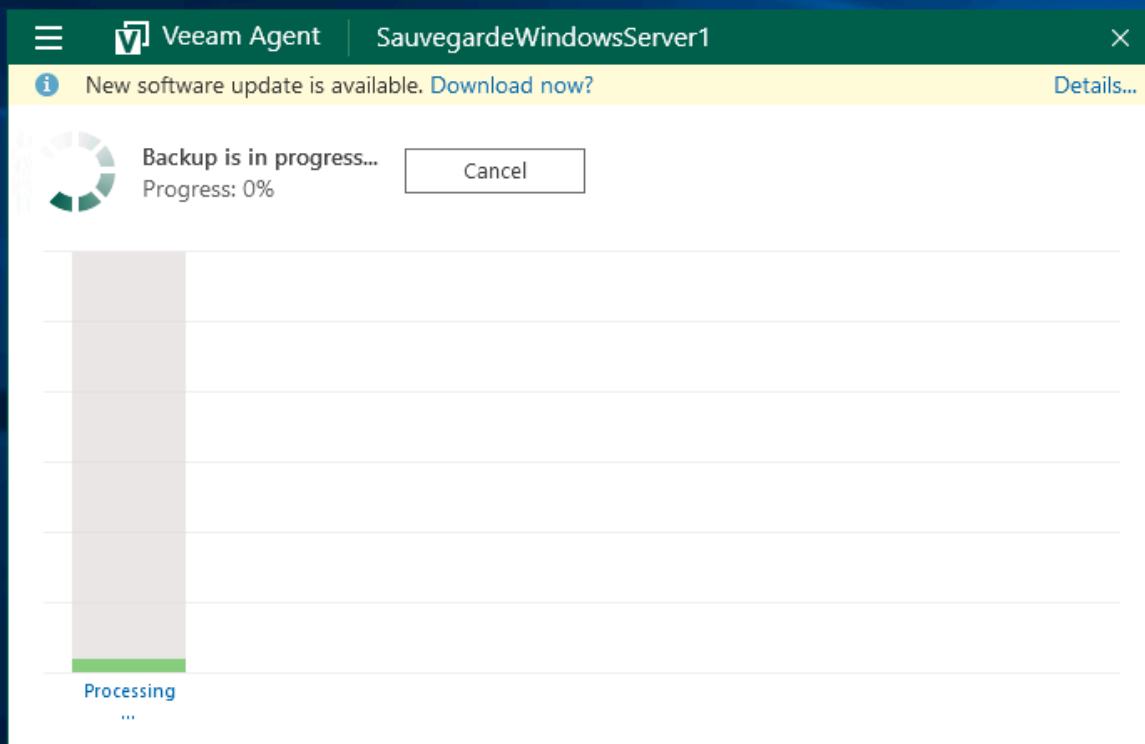 Veeam Agent SauvegardeWindowsServer1
New software update is available. Download now? Details...
Backup is in progress...
Cancel
Progress: 0%
Processing
...